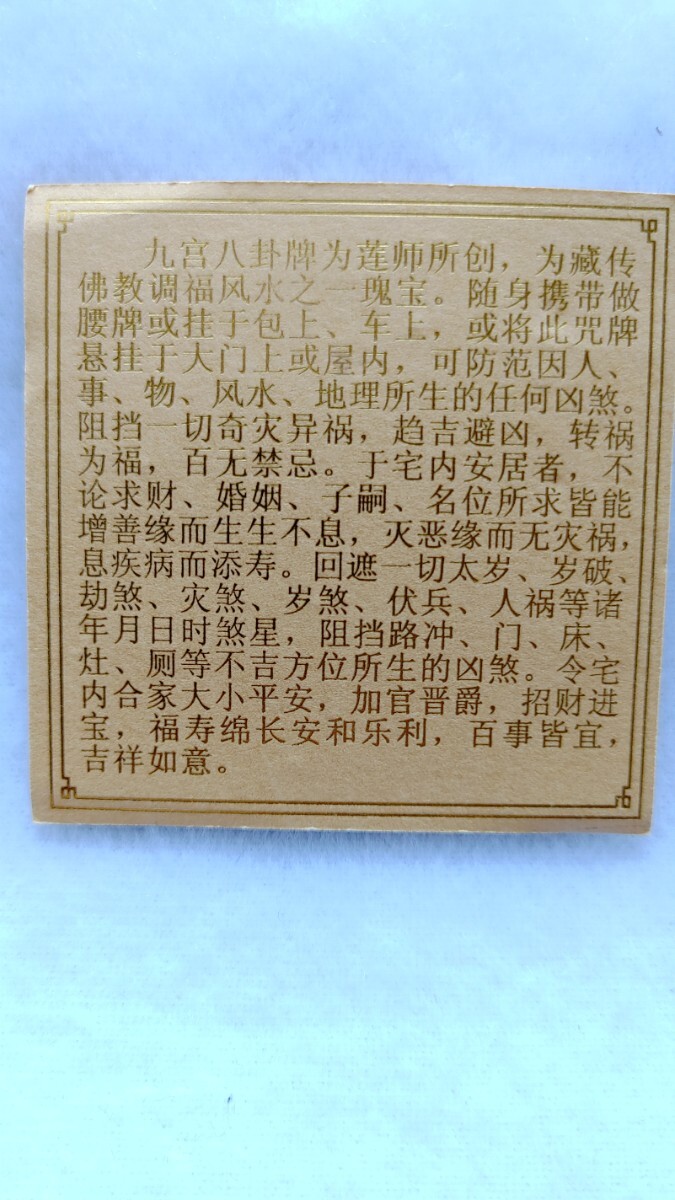 九宫八卦牌为莲师所创，为藏传
佛教调福风水之一瑰宝。随身携带做
腰牌或挂于包上、车上，或将此咒牌
悬挂于大门上或屋内，可防范因人、
事、物、风水、地理所生的任何凶煞。
阻挡一切奇灾异祸，趋吉避凶，转祸
为福，百无禁忌。于宅内安居者，不
论求财、婚姻、子嗣、名位所求皆能
增善缘而生生不息，灭恶缘而无灾祸，
息疾病而添寿。回遮一切太岁、岁破、
劫煞、灾煞、岁煞、伏兵、人祸等诸
年月日时煞星，阻挡路冲、门、床、
灶、厕等不吉方位所生的凶煞。令宅
内合家大小平安，加官晋爵，招财进
宝，福寿绵长安和乐利，百事皆宜，
吉祥如意。